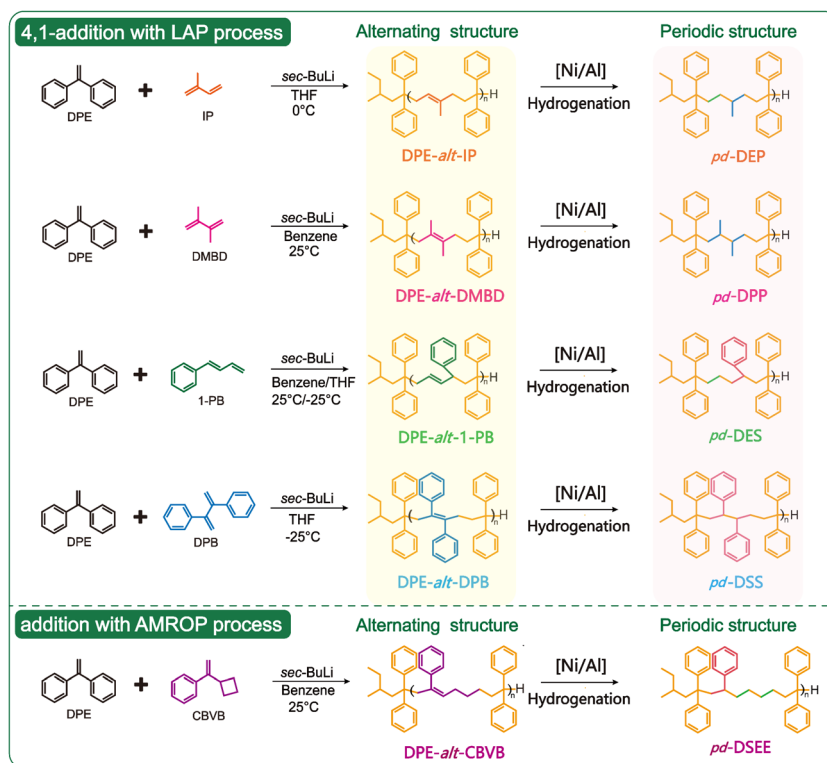 4,1-addition with LAP process
Alternating structure
Periodic structure
DPE
+
IP
sec-BuLi
THF
0°C
( )n H
DPE-alt-IP
[Ni/Al]
Hydrogenation
)n H
pd-DEP
DPE
+
DMBD
sec-BuLi
Benzene
25°C
( )n H
DPE-alt-DMBD
[Ni/Al]
Hydrogenation
)n H
pd-DPP
DPE
+
1-PB
sec-BuLi
Benzene/THF
25°C/-25°C
( )n H
DPE-alt-1-PB
[Ni/Al]
Hydrogenation
)n H
pd-DES
DPE
+
DPB
sec-BuLi
THF
-25°C
( )n H
DPE-alt-DPB
[Ni/Al]
Hydrogenation
)n H
pd-DSS
addition with AMROP process
Alternating structure
Periodic structure
DPE
+
CBVB
sec-BuLi
Benzene
25°C
( )n H
DPE-alt-CBVB
[Ni/Al]
Hydrogenation
)n H
pd-DSEE